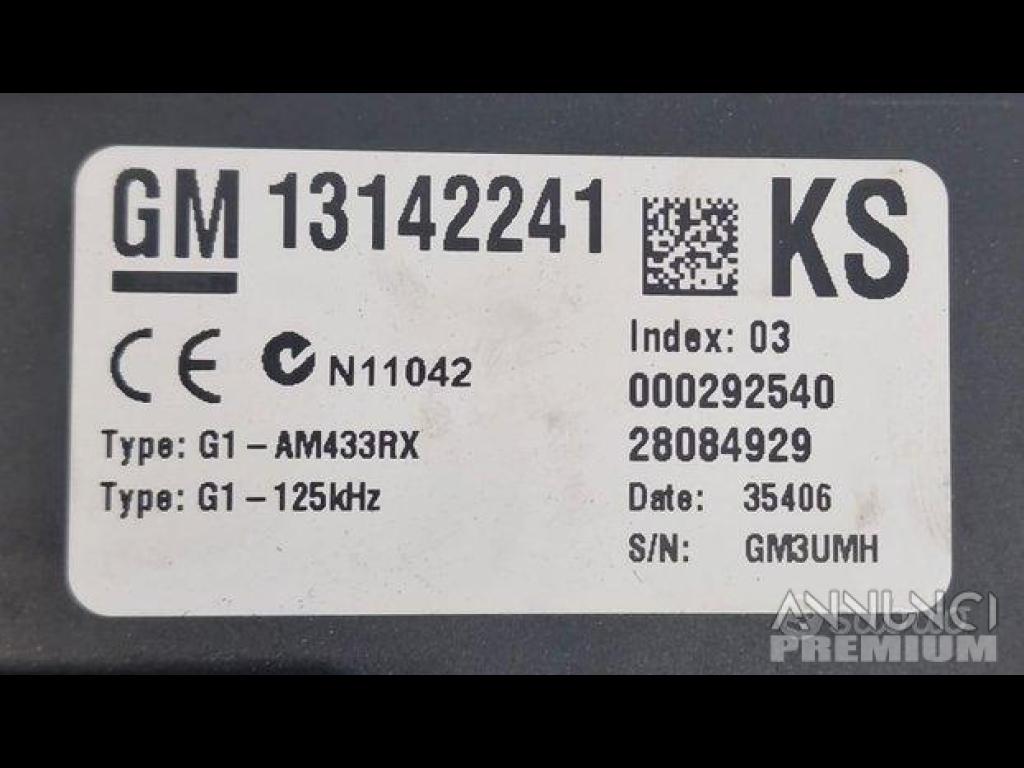 GM 13142241 KS
CE N11042
Index: 03
000292540
Type: G1-AM433RX
28084929
Type: G1-125kHz
Date: 35406
S/N: GM3UMH
ANNUNCI
PREMIUM